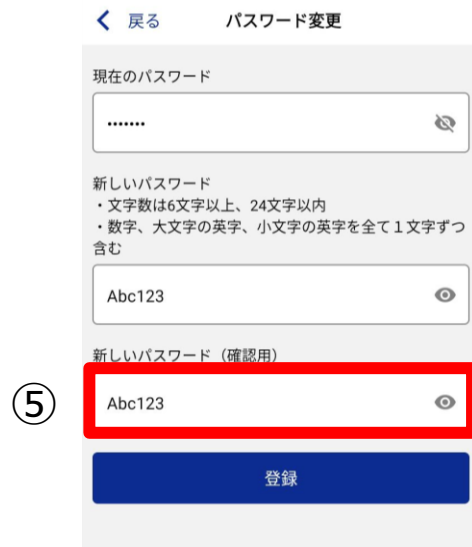 戻る パスワード変更
現在のパスワード
•••••••
新しいパスワード
・文字数は6文字以上、24文字以内
・数字、大文字の英字、小文字の英字を全て１文字ずつ
含む
Abc123
新しいパスワード（確認用）
⑤ Abc123
登録